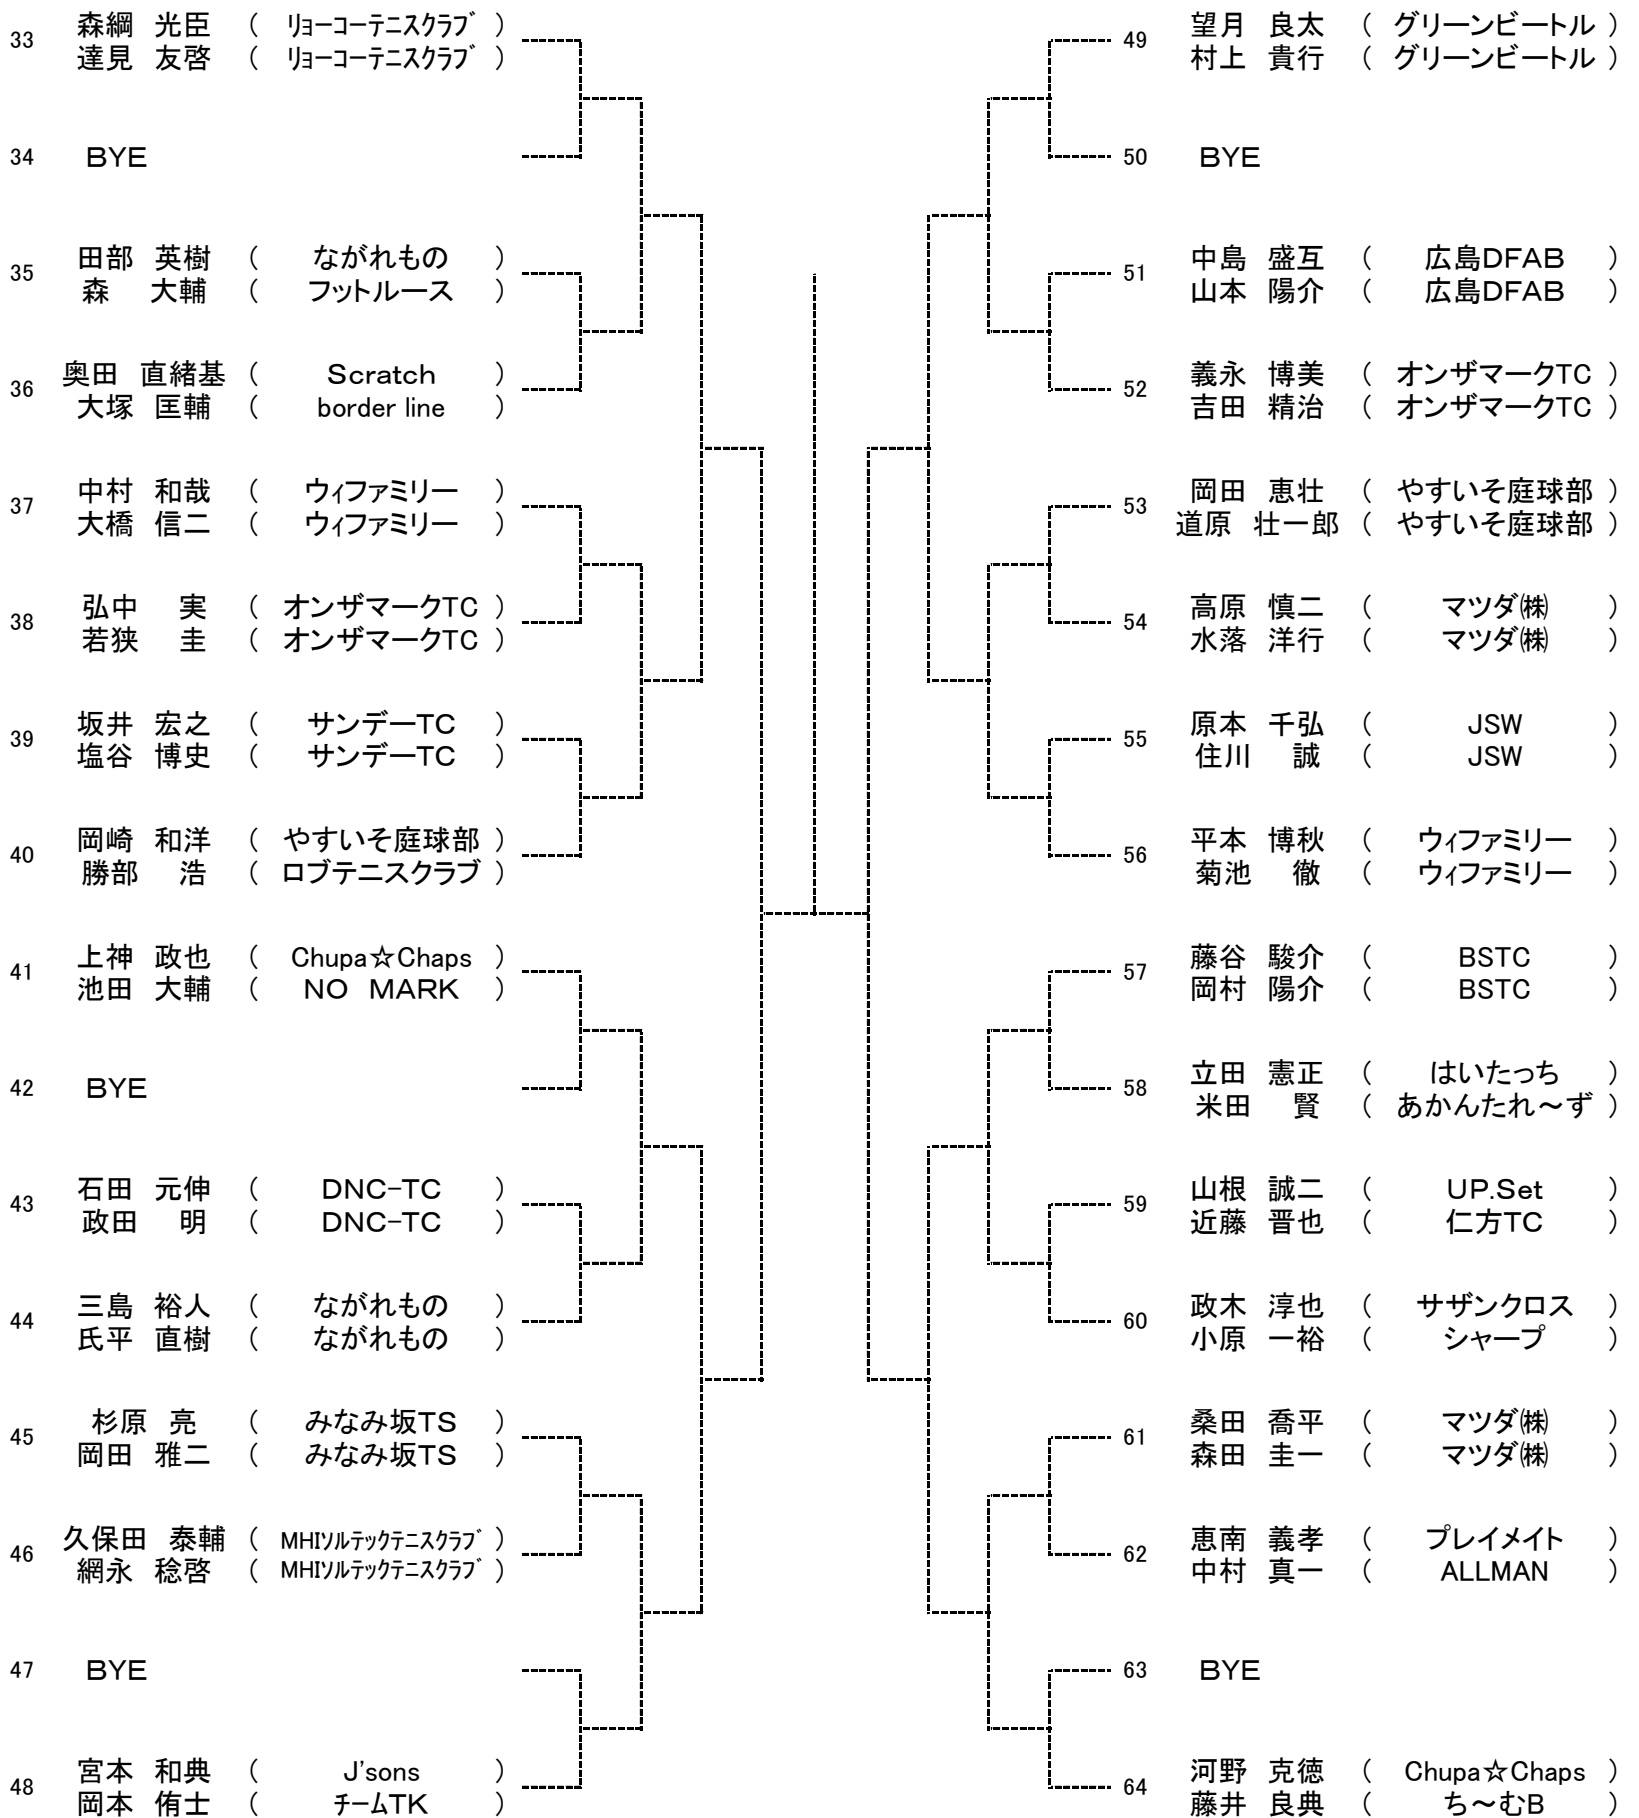 33 森綱 光臣 ( ﾘｮｰｺｰﾃﾆｽｸﾗﾌﾞ )
達見 友啓 ( ﾘｮｰｺｰﾃﾆｽｸﾗﾌﾞ )
34 BYE
35 田部 英樹 ( ながれもの )
森 大輔 ( フットルース )
36 奥田 直緒基 ( Scratch )
大塚 匡輔 ( border line )
37 中村 和哉 ( ウィファミリー )
大橋 信二 ( ウィファミリー )
38 弘中 実 ( オンザマークTC )
若狭 圭 ( オンザマークTC )
39 坂井 宏之 ( サンデーTC )
塩谷 博史 ( サンデーTC )
40 岡崎 和洋 ( やすいそ庭球部 )
勝部 浩 ( ロブテニスクラブ )
41 上神 政也 ( Chupa☆Chaps )
池田 大輔 ( NO MARK )
42 BYE
43 石田 元伸 ( DNC-TC )
政田 明 ( DNC-TC )
44 三島 裕人 ( ながれもの )
氏平 直樹 ( ながれもの )
45 杉原 亮 ( みなみ坂TS )
岡田 雅二 ( みなみ坂TS )
46 久保田 泰輔 ( MHIｿﾙﾃｯｸﾃﾆｽｸﾗﾌﾞ )
網永 稔啓 ( MHIｿﾙﾃｯｸﾃﾆｽｸﾗﾌﾞ )
47 BYE
48 宮本 和典 ( J'sons )
岡本 侑士 ( ﾁｰﾑTK )
49 望月 良太 ( グリーンビートル )
村上 貴行 ( グリーンビートル )
50 BYE
51 中島 盛互 ( 広島DFAB )
山本 陽介 ( 広島DFAB )
52 義永 博美 ( オンザマークTC )
吉田 精治 ( オンザマークTC )
53 岡田 恵壮 ( やすいそ庭球部 )
道原 壮一郎 ( やすいそ庭球部 )
54 高原 慎二 ( マツダ㈱ )
水落 洋行 ( マツダ㈱ )
55 原本 千弘 ( JSW )
住川 誠 ( JSW )
56 平本 博秋 ( ウィファミリー )
菊池 徹 ( ウィファミリー )
57 藤谷 駿介 ( BSTC )
岡村 陽介 ( BSTC )
58 立田 憲正 ( はいたっち )
米田 賢 ( あかんたれ～ず )
59 山根 誠二 ( UP.Set )
近藤 晋也 ( 仁方TC )
60 政木 淳也 ( サザンクロス )
小原 一裕 ( シャープ )
61 桑田 喬平 ( マツダ㈱ )
森田 圭一 ( マツダ㈱ )
62 恵南 義孝 ( プレイメイト )
中村 真一 ( ALLMAN )
63 BYE
64 河野 克徳 ( Chupa☆Chaps )
藤井 良典 ( ち～むB )